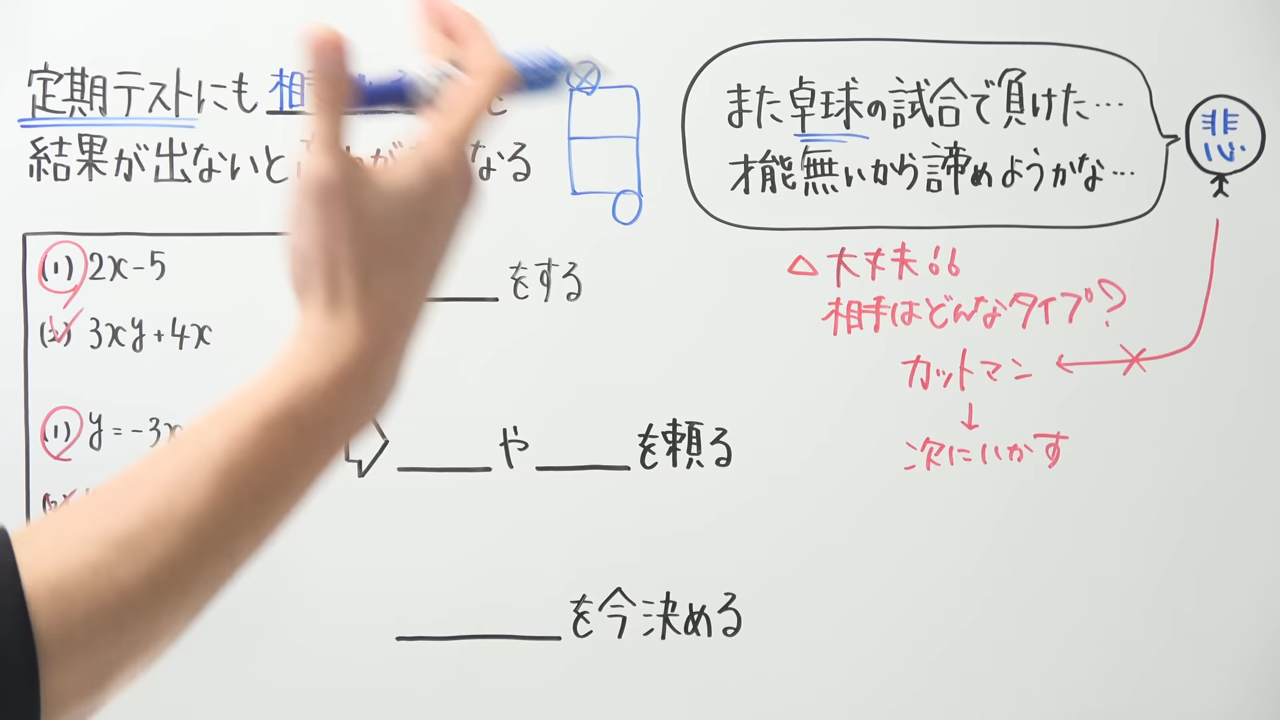 定期テストにも 相
結果が出ないと なる
(1) 2x-5
(2) 3xy+4x
(1) y=-3x
をする
や を頼る
を今決める
また卓球の試合で負けた…
才能無いから諦めようかな…
悲
△大丈夫!!
相手はどんなタイプ?
カットマン
次にいかす